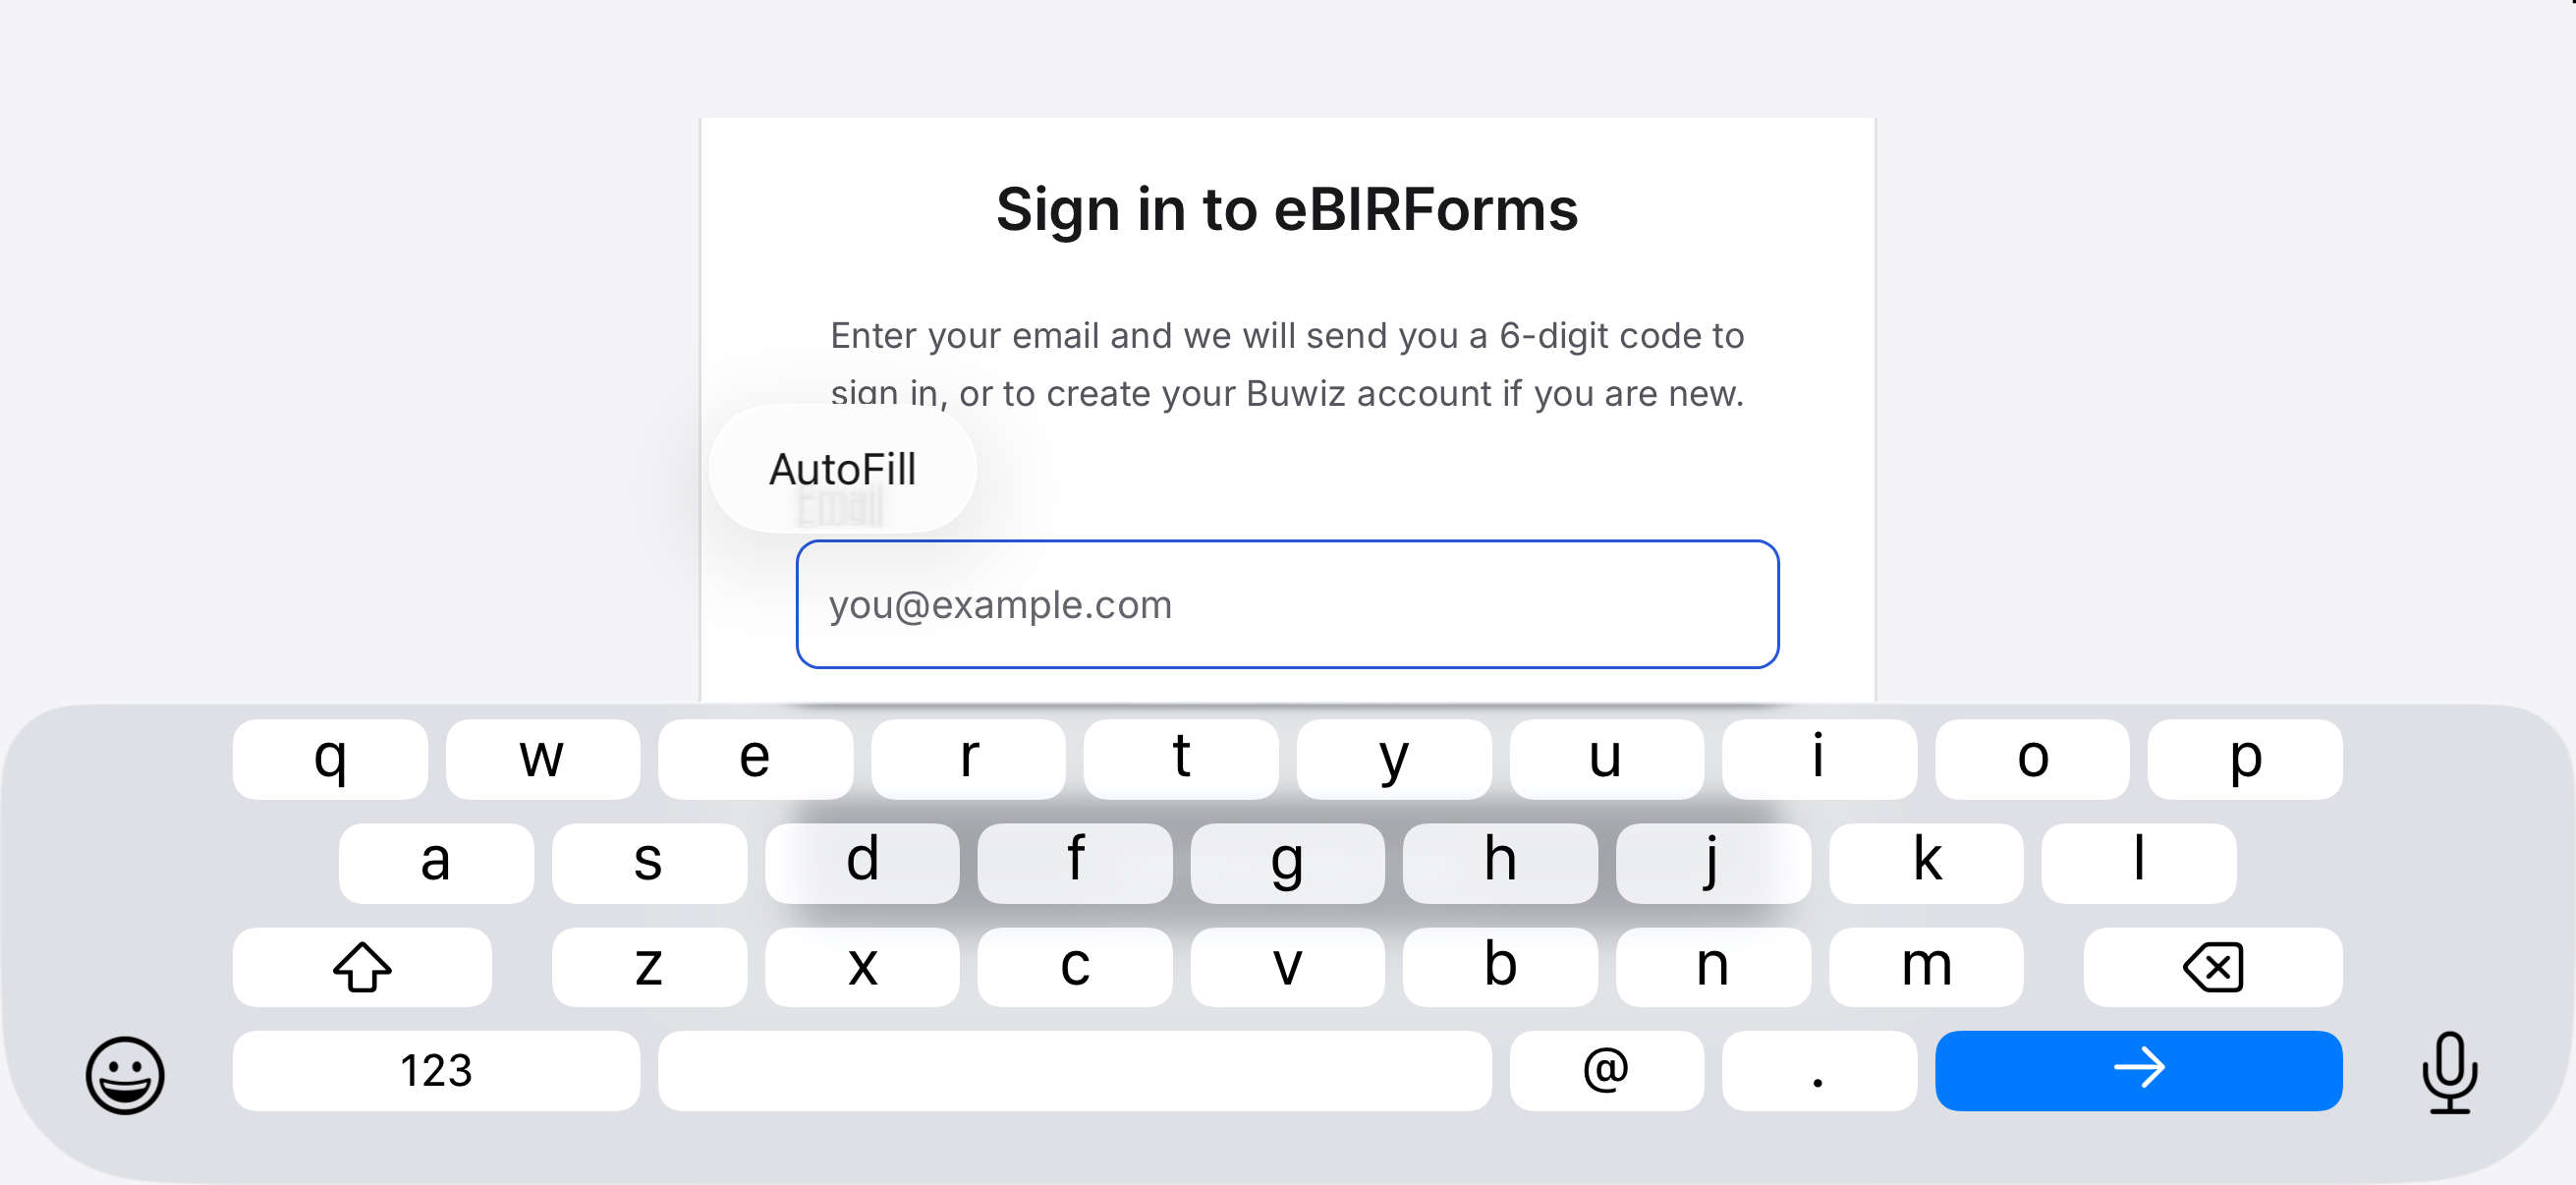 Sign in to eBIRForms
Enter your email and we will send you a 6-digit code to
sign in, or to create your Buwiz account if you are new.
AutoFill
Email
you@example.com
q w e r t y u i o p
a s d f g h j k l
z x c v b n m
123 @ .